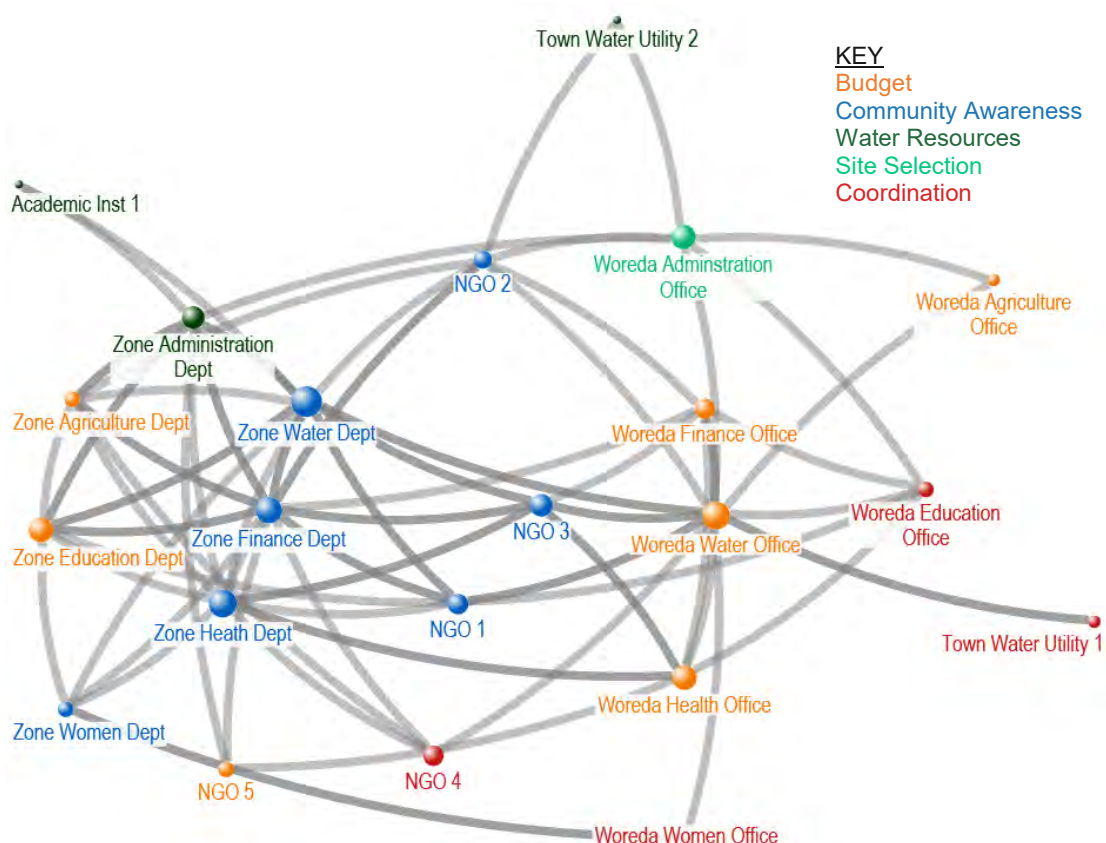 Town Water Utility 2
KEY
Budget
Community Awareness
Water Resources
Site Selection
Coordination
Academic Inst 1
Woreda Adminstration
Office
NGO 2
Woreda Agriculture
Office
Zone Administration
Dept
Zone Agriculture Dept
Zone Water Dept
Woreda Finance Office
Zone Education Dept
Zone Finance Dept
NGO 3
Woreda Water Office
Woreda Education
Office
Zone Heath Dept
NGO 1
Town Water Utility 1
Woreda Health Office
Zone Women Dept
NGO 5
NGO 4
Woreda Women Office